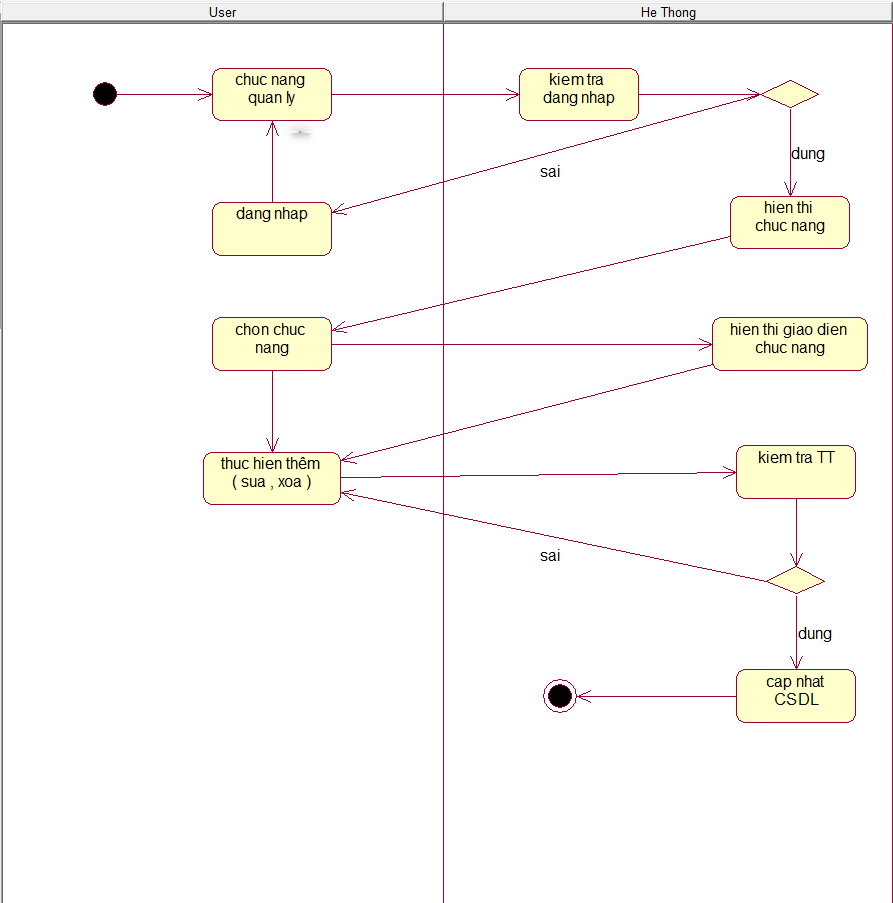 User
He Thong
chuc nang
quan ly
kiem tra
dang nhap
dung
sai
dang nhap
hien thi
chuc nang
chon chuc
nang
hien thi giao dien
chuc nang
thuc hien thêm
( sua , xoa )
kiem tra TT
sai
dung
cap nhat
CSDL